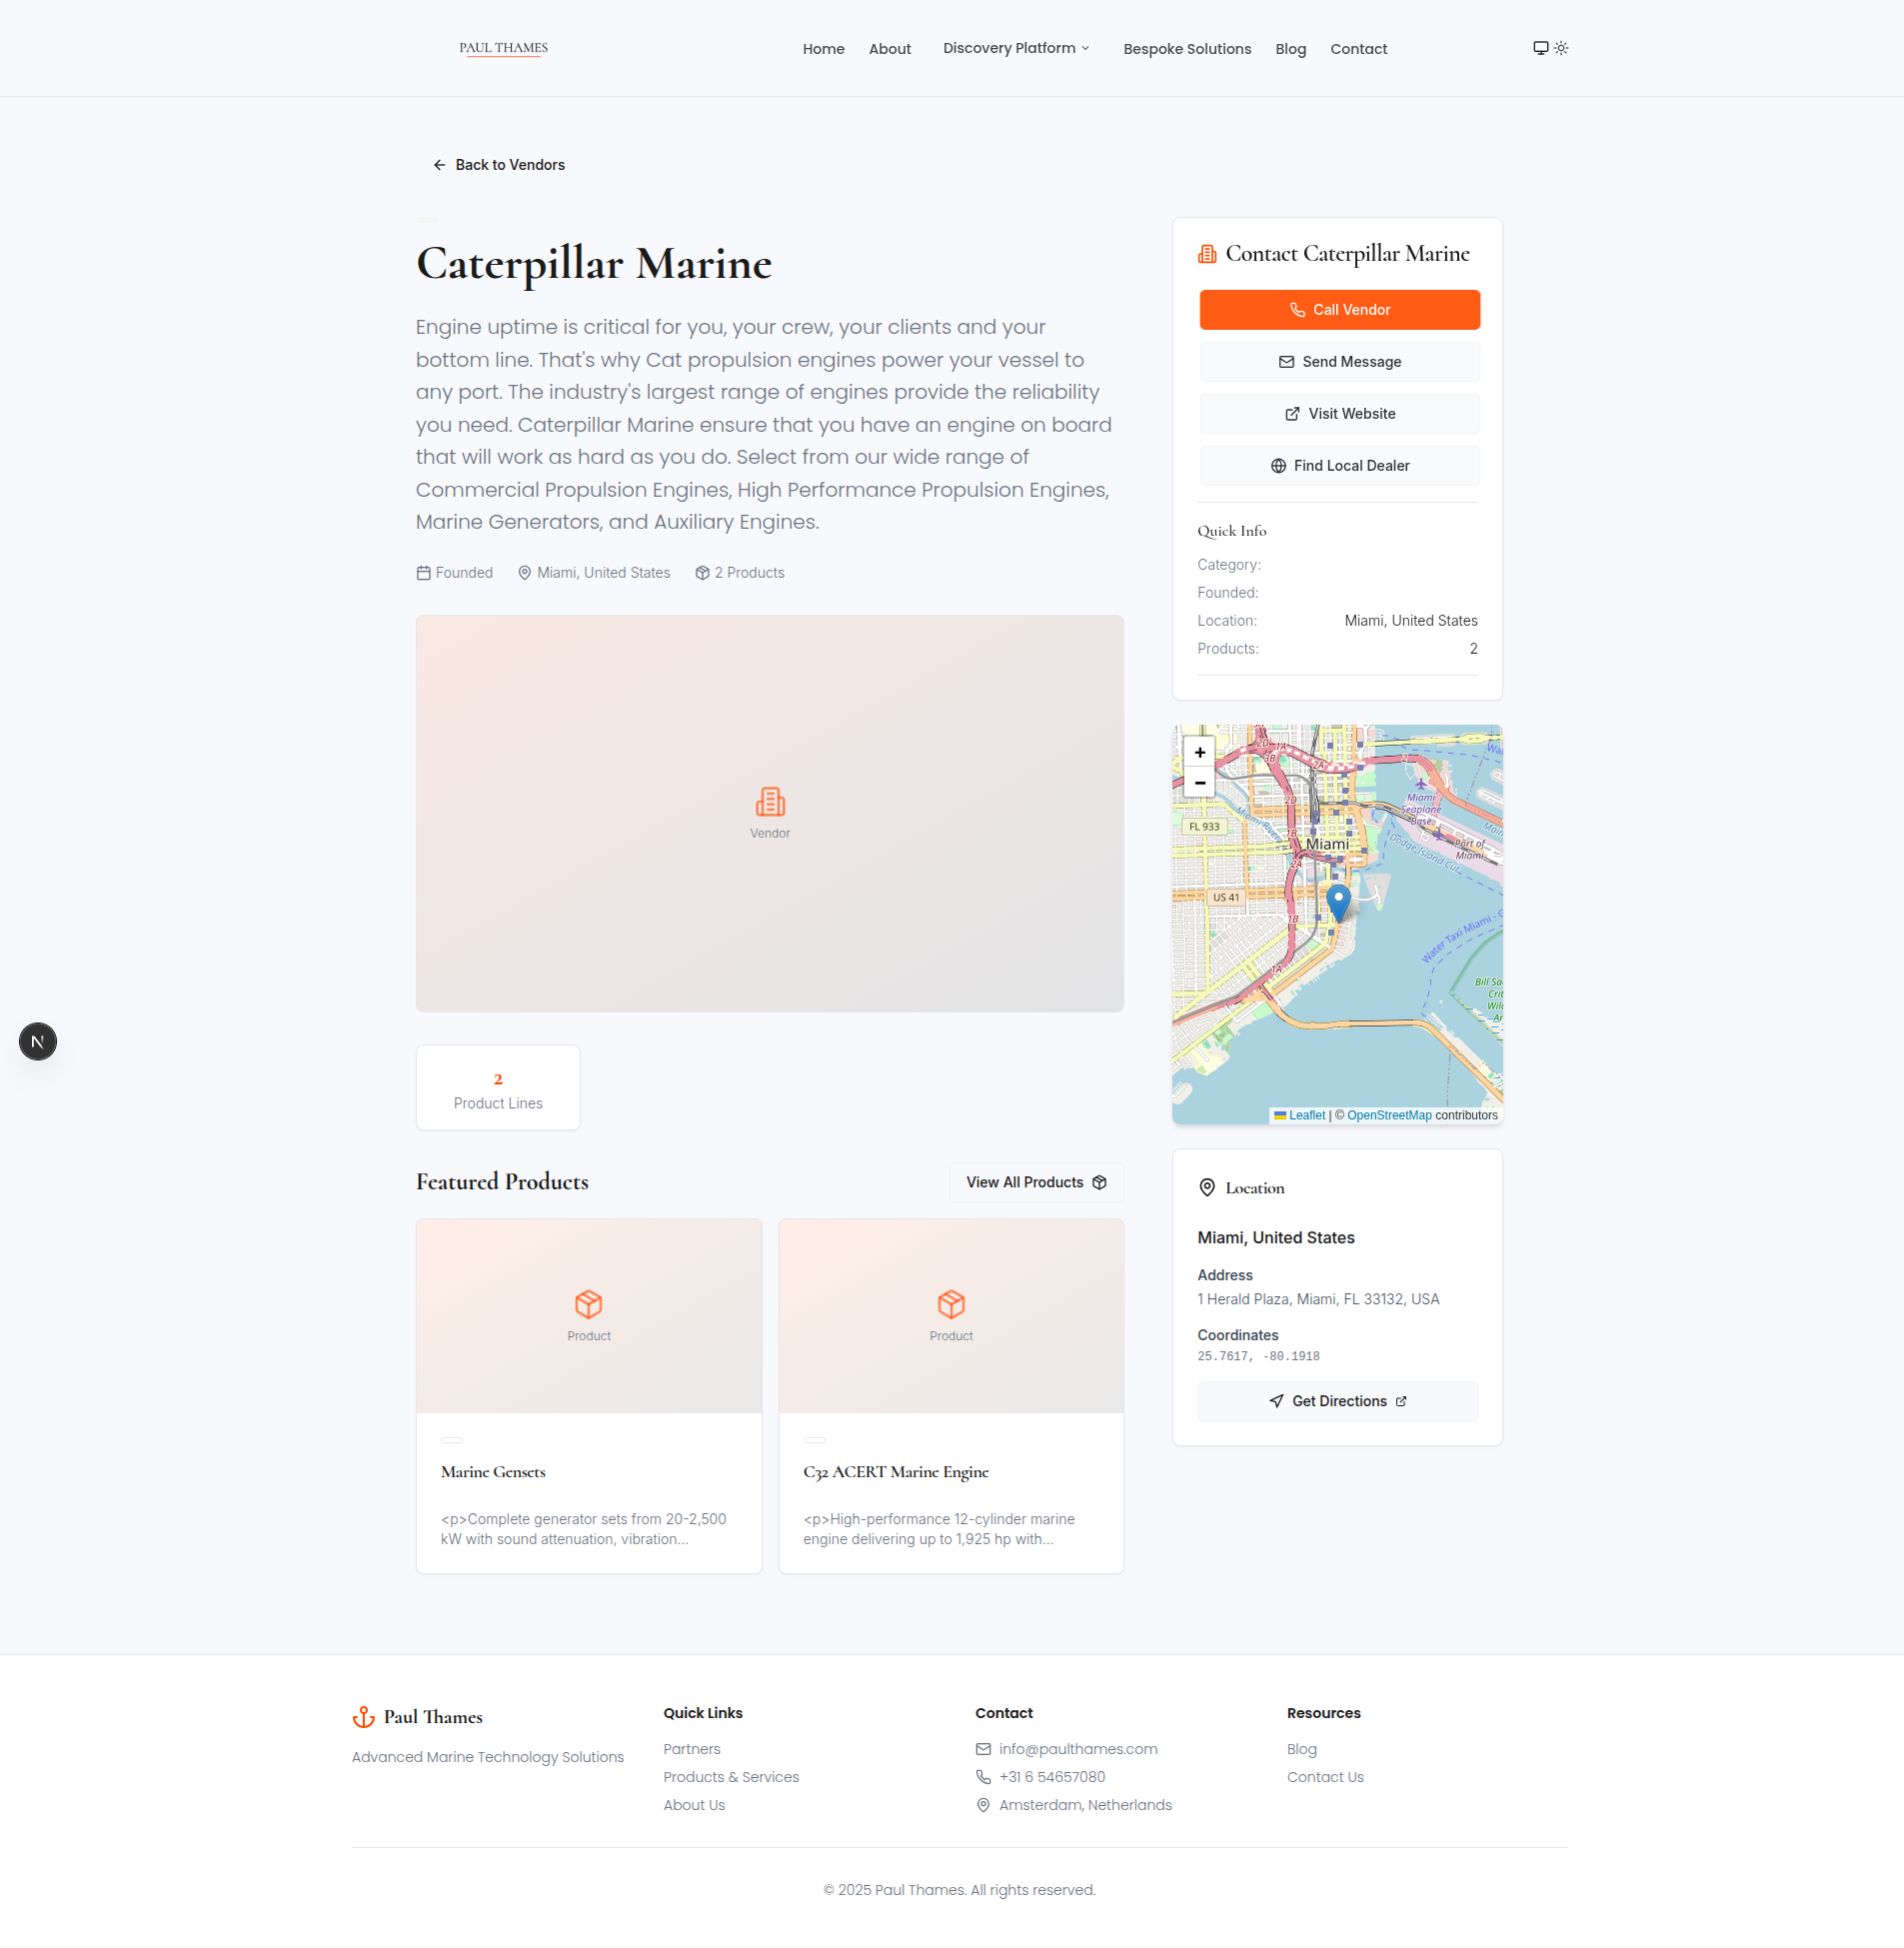 PAUL THAMES
Home About Discovery Platform Bespoke Solutions Blog Contact
Back to Vendors
Caterpillar Marine
Engine uptime is critical for you, your crew, your clients and your
bottom line. That's why Cat propulsion engines power your vessel to
any port. The industry's largest range of engines provide the reliability
you need. Caterpillar Marine ensure that you have an engine on board
that will work as hard as you do. Select from our wide range of
Commercial Propulsion Engines, High Performance Propulsion Engines,
Marine Generators, and Auxiliary Engines.
Founded Miami, United States 2 Products
Vendor
2
Product Lines
Featured Products
View All Products
Product
Marine Gensets
<p>Complete generator sets from 20-2,500
kW with sound attenuation, vibration...
Product
C32 ACERT Marine Engine
<p>High-performance 12-cylinder marine
engine delivering up to 1,925 hp with...
Contact Caterpillar Marine
Call Vendor
Send Message
Visit Website
Find Local Dealer
Quick Info
Category:
Founded:
Location: Miami, United States
Products: 2
+
−
2D
1A
3B
2A
2
2D
Miami
Seaplane
Base
FL 933
Miami River
1B
Miami
2A
Port of
Miami
Dodge Island Cut
US 41
1B
Water Taxi Miami -
1A
Leaflet | © OpenStreetMap contributors
Location
Miami, United States
Address
1 Herald Plaza, Miami, FL 33132, USA
Coordinates
25.7617, -80.1918
Get Directions
N
Paul Thames
Advanced Marine Technology Solutions
Quick Links
Partners
Products & Services
About Us
Contact
info@paulthames.com
+31 6 54657080
Amsterdam, Netherlands
Resources
Blog
Contact Us
© 2025 Paul Thames. All rights reserved.